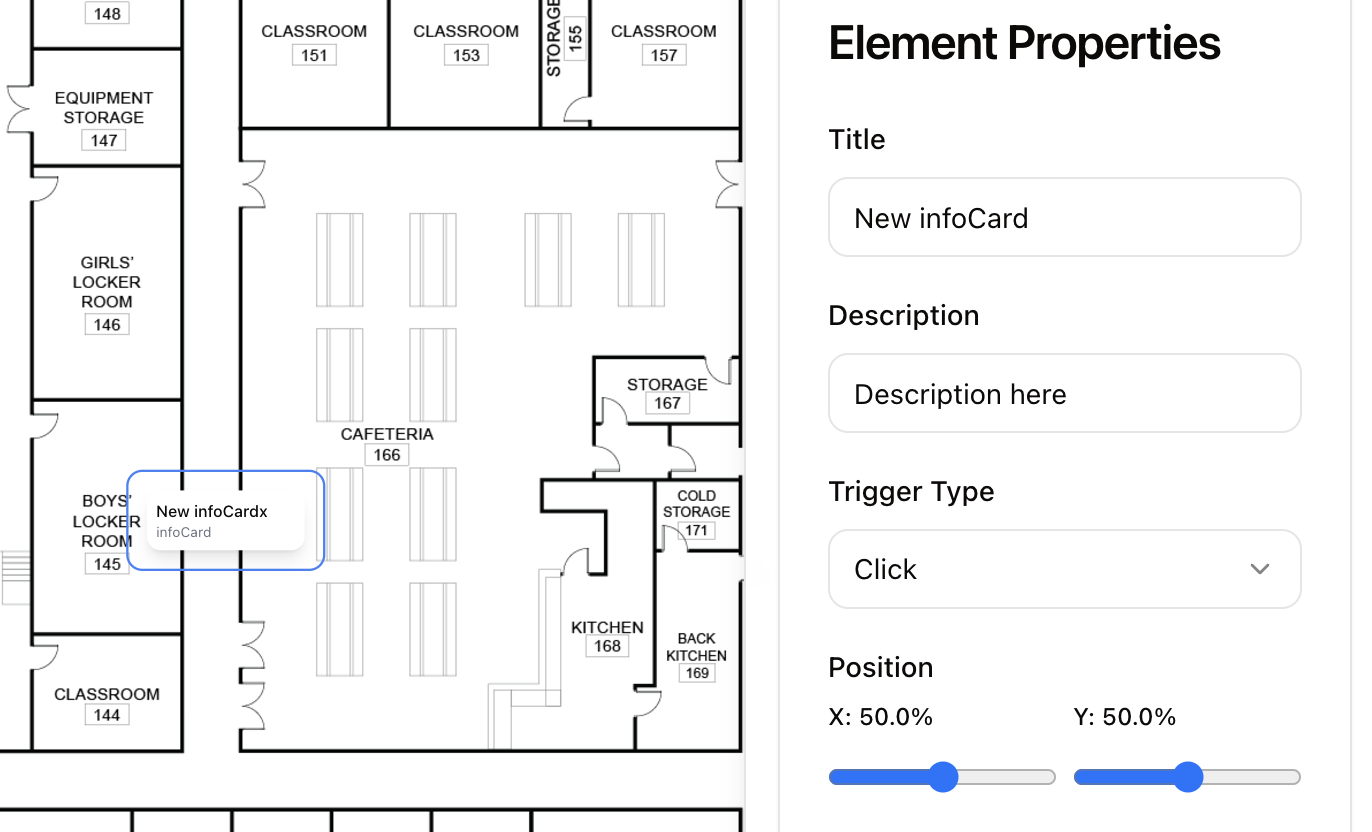 148
EQUIPMENT
STORAGE
147
GIRLS'
LOCKER
ROOM
146
BOYS'
LOCKER
ROOM
145
CLASSROOM
144
CLASSROOM
151
CLASSROOM
153
STORAGE
155
CLASSROOM
157
CAFETERIA
166
New infoCardx
infoCard
STORAGE
167
COLD
STORAGE
171
KITCHEN
168
BACK
KITCHEN
169
Element Properties
Title
New infoCard
Description
Description here
Trigger Type
Click
Position
X: 50.0%
Y: 50.0%